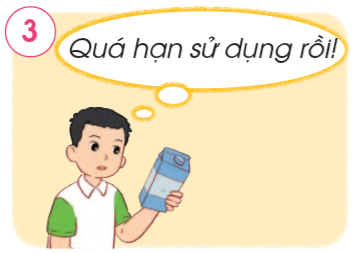 3
Quá hạn sử dụng rồi!